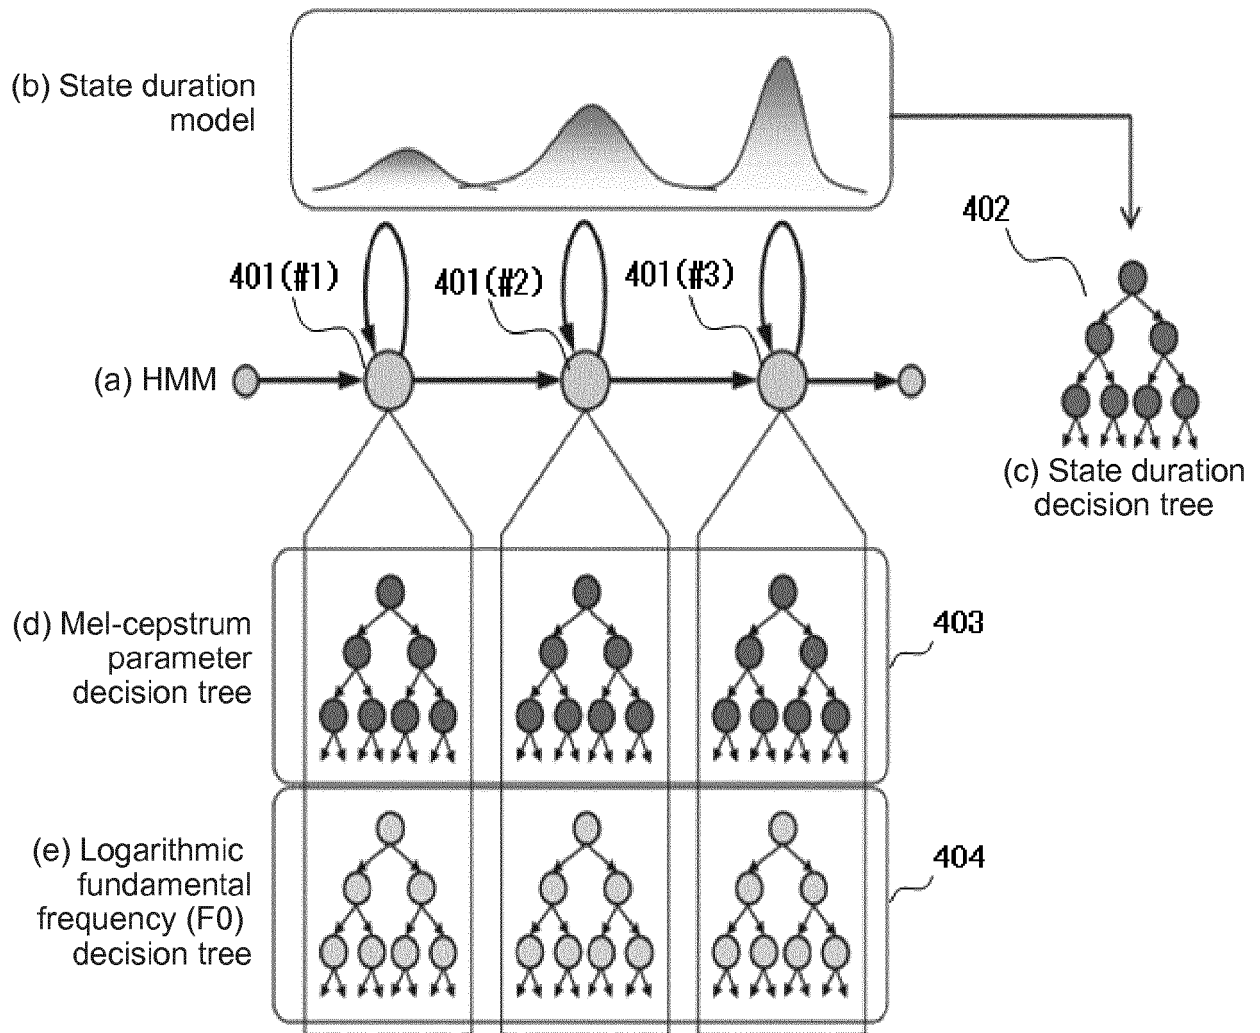 (b) State duration
model
402
401(#1)
401(#2)
401(#3)
(a) HMM
(c) State duration
decision tree
(d) Mel-cepstrum
parameter
decision tree
403
(e) Logarithmic
fundamental
frequency (F0)
decision tree
404